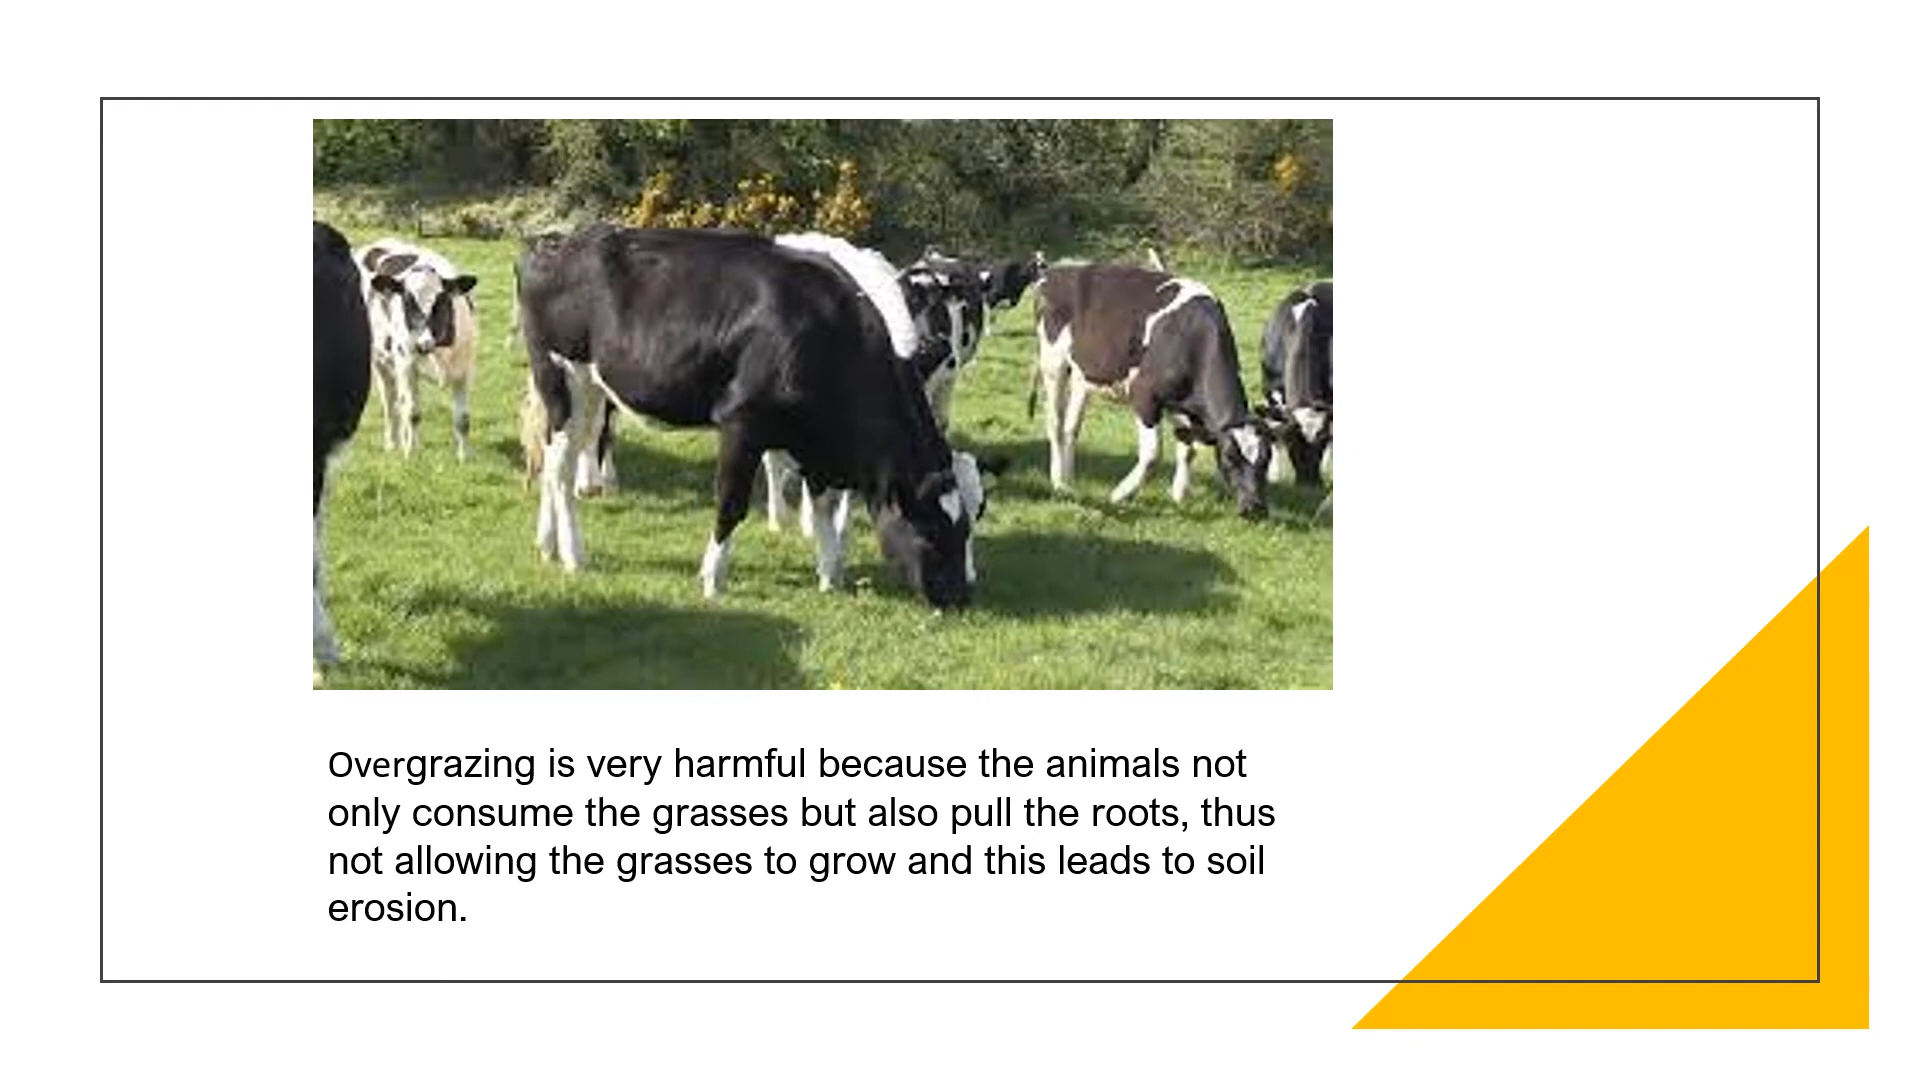 Overgrazing is very harmful because the animals not
only consume the grasses but also pull the roots, thus
not allowing the grasses to grow and this leads to soil
erosion.